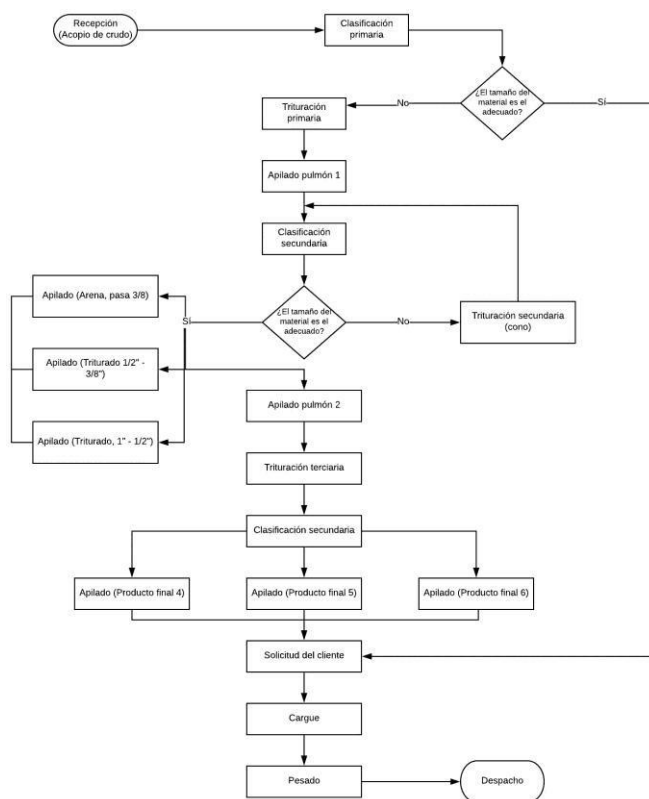 Recepción
(Acopio de crudo)
Clasificación
primaria
¿El tamaño del
material es el
adecuado?
No
Sí
Trituración
primaria
Apilado pulmón 1
Clasificación
secundaria
Apilado (Arena, pasa 3/8)
Sí
¿El tamaño del
material es el
adecuado?
No
Trituración secundaria
(cono)
Apilado (Triturado 1/2" -
3/8")
Apilado pulmón 2
Apilado (Triturado, 1" - 1/2")
Trituración terciaria
Clasificación secundaria
Apilado (Producto final 4)
Apilado (Producto final 5)
Apilado (Producto final 6)
Solicitud del cliente
Cargue
Pesado
Despacho